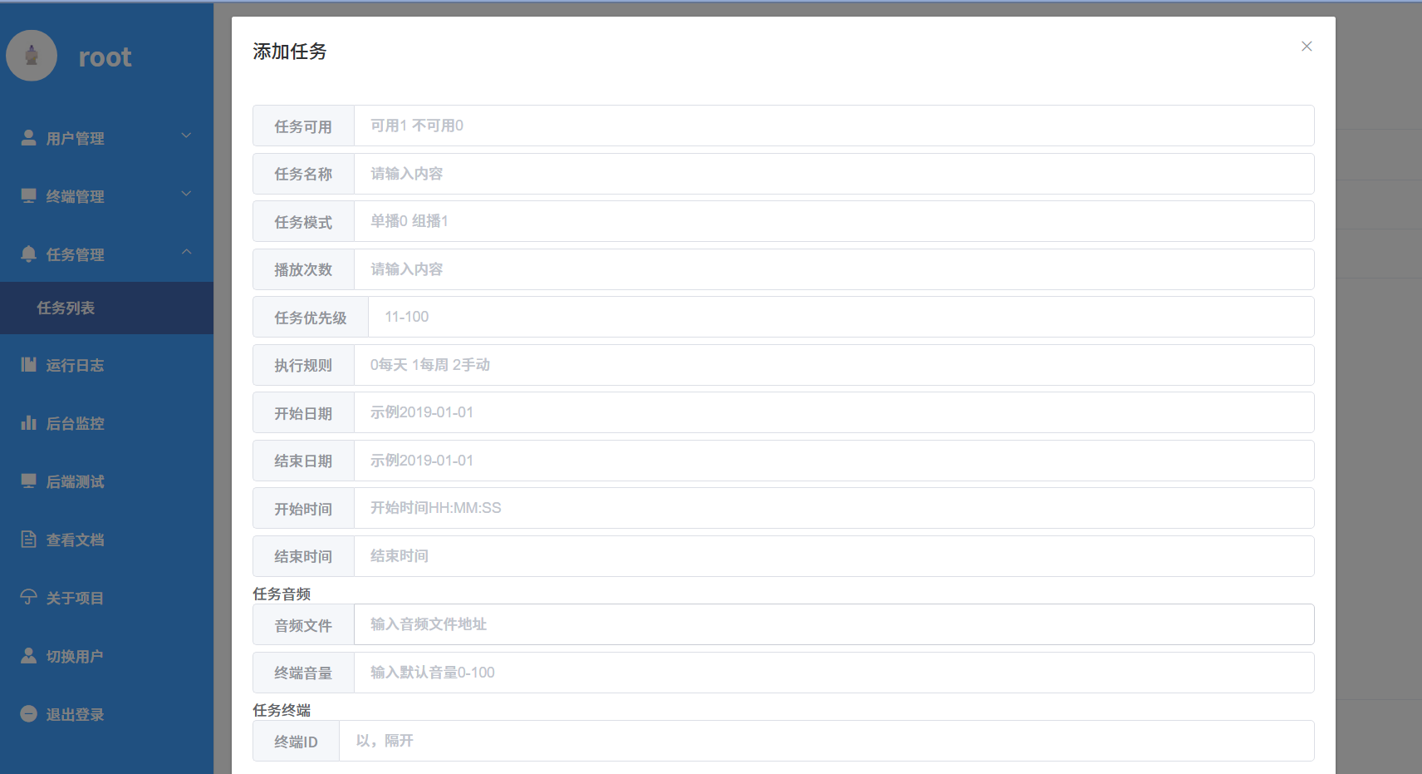 root
用户管理
终端管理
任务管理
任务列表
运行日志
后台监控
后端测试
查看文档
关于项目
切换用户
退出登录
添加任务
任务可用 可用1 不可用0
任务名称 请输入内容
任务模式 单播0 组播1
播放次数 请输入内容
任务优先级 11-100
执行规则 0每天 1每周 2手动
开始日期 示例2019-01-01
结束日期 示例2019-01-01
开始时间 开始时间HH:MM:SS
结束时间 结束时间
任务音频
音频文件 输入音频文件地址
终端音量 输入默认音量0-100
任务终端
终端ID 以，隔开